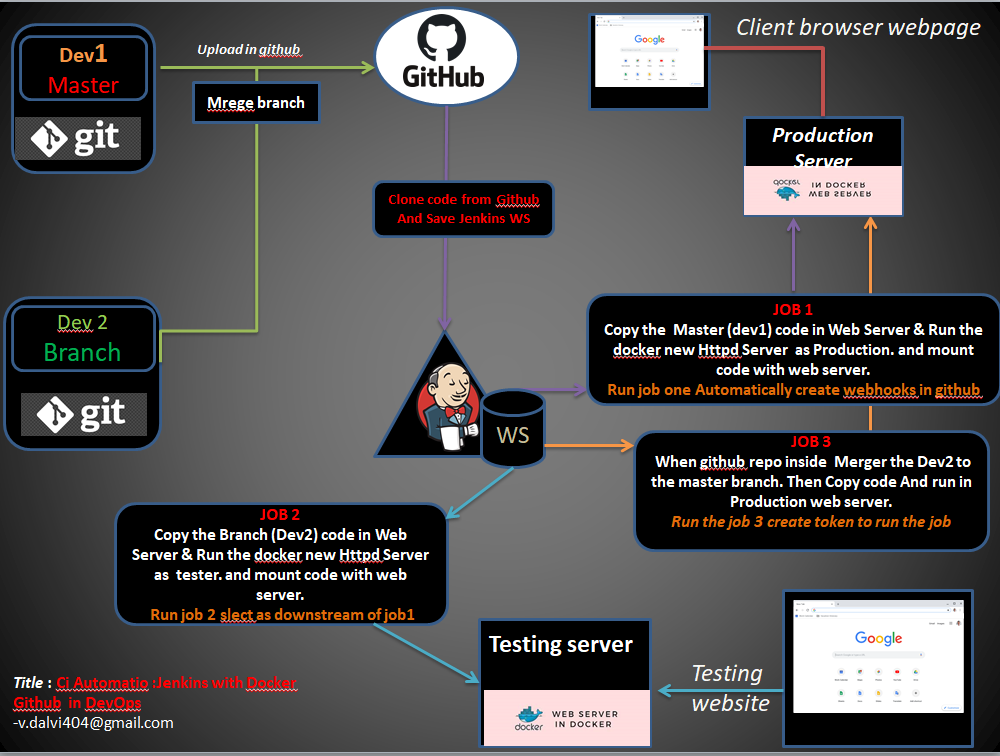 Dev1
Master
git
Upload in github
Mrege branch
GitHub
Google
Client browser webpage
Production
Server
docker
WEB SERVER
IN DOCKER
Clone code from Github
And Save Jenkins WS
Dev 2
Branch
git
WS
JOB 1
Copy the Master (dev1) code in Web Server & Run the
docker new Httpd Server as Production. and mount
code with web server.
Run job one Automatically create webhooks in github
JOB 3
When github repo inside Merger the Dev2 to
the master branch. Then Copy code And run in
Production web server.
Run the job 3 create token to run the job
JOB 2
Copy the Branch (Dev2) code in Web
Server & Run the docker new Httpd Server
as tester. and mount code with web
server.
Run job 2 slect as downstream of job1
Testing server
docker
WEB SERVER
IN DOCKER
Testing
website
Google
Title : Ci Automatio :Jenkins with Docker
Github in DevOps
-v.dalvi404@gmail.com